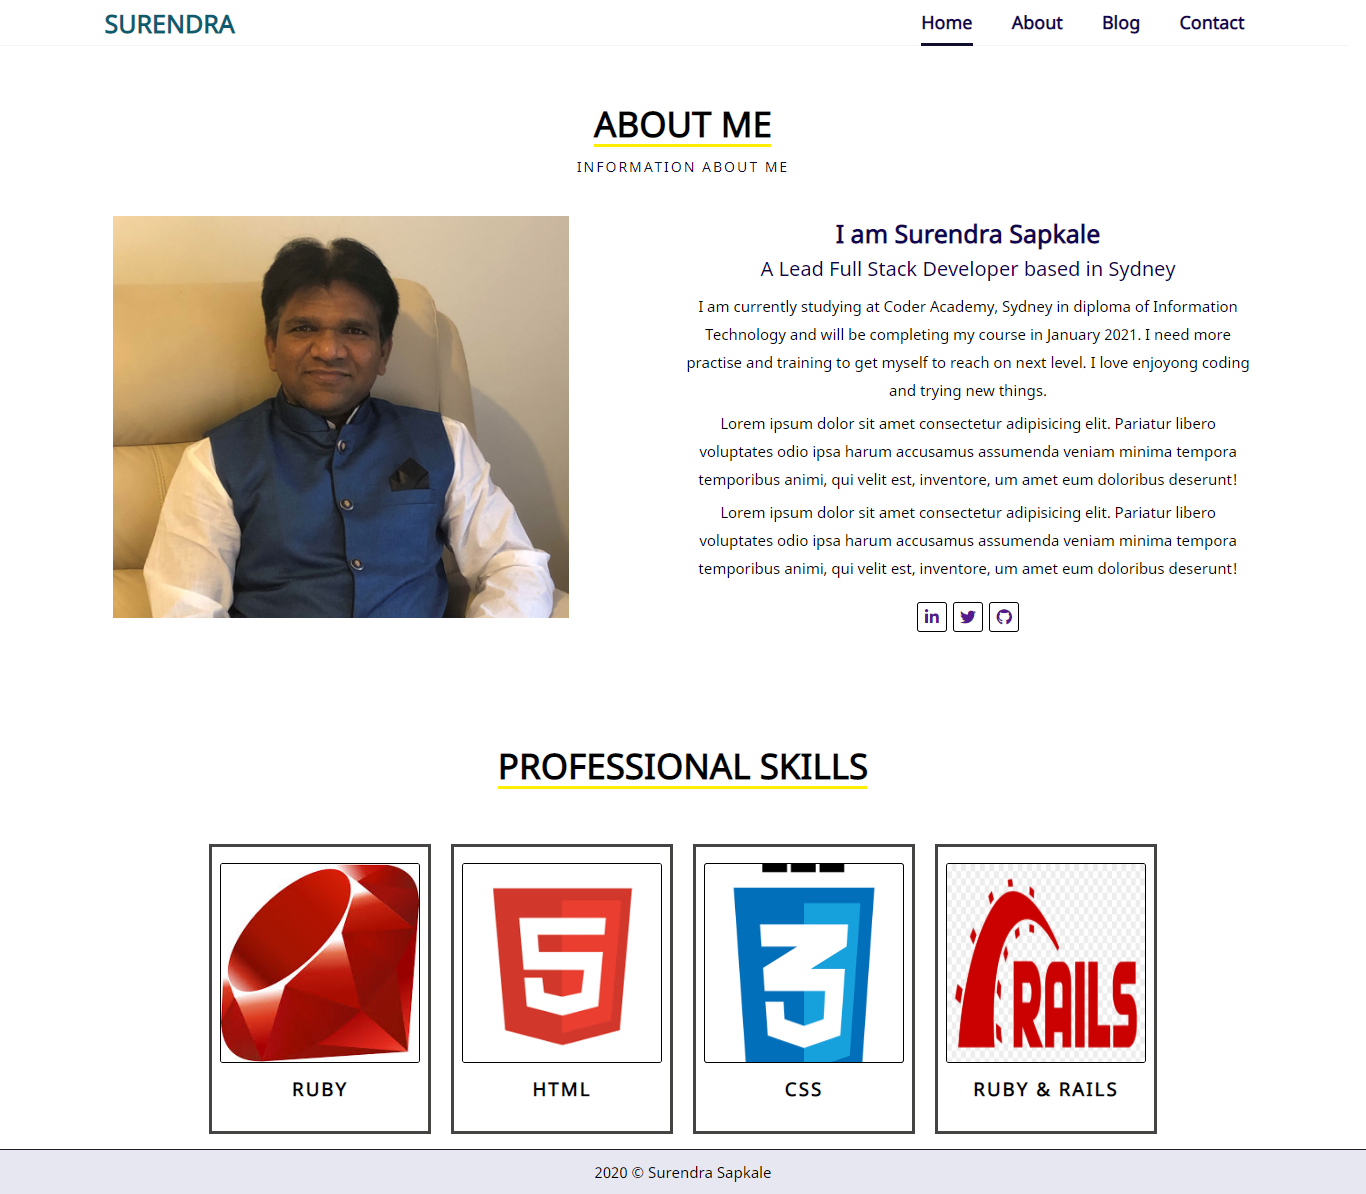 SURENDRA
Home About Blog Contact
ABOUT ME
INFORMATION ABOUT ME
I am Surendra Sapkale
A Lead Full Stack Developer based in Sydney
I am currently studying at Coder Academy, Sydney in diploma of Information
Technology and will be completing my course in January 2021. I need more
practise and training to get myself to reach on next level. I love enjoyong coding
and trying new things.
Lorem ipsum dolor sit amet consectetur adipisicing elit. Pariatur libero
voluptates odio ipsa harum accusamus assumenda veniam minima tempora
temporibus animi, qui velit est, inventore, um amet eum doloribus deserunt!
Lorem ipsum dolor sit amet consectetur adipisicing elit. Pariatur libero
voluptates odio ipsa harum accusamus assumenda veniam minima tempora
temporibus animi, qui velit est, inventore, um amet eum doloribus deserunt!
in
PROFESSIONAL SKILLS
5 3 RAILS
RUBY HTML CSS RUBY & RAILS
2020 © Surendra Sapkale